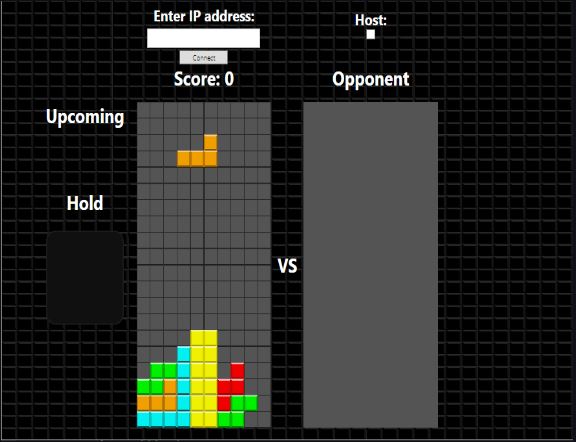 Enter IP address:
Host:
Connect
Score: 0
Opponent
Upcoming
Hold
VS